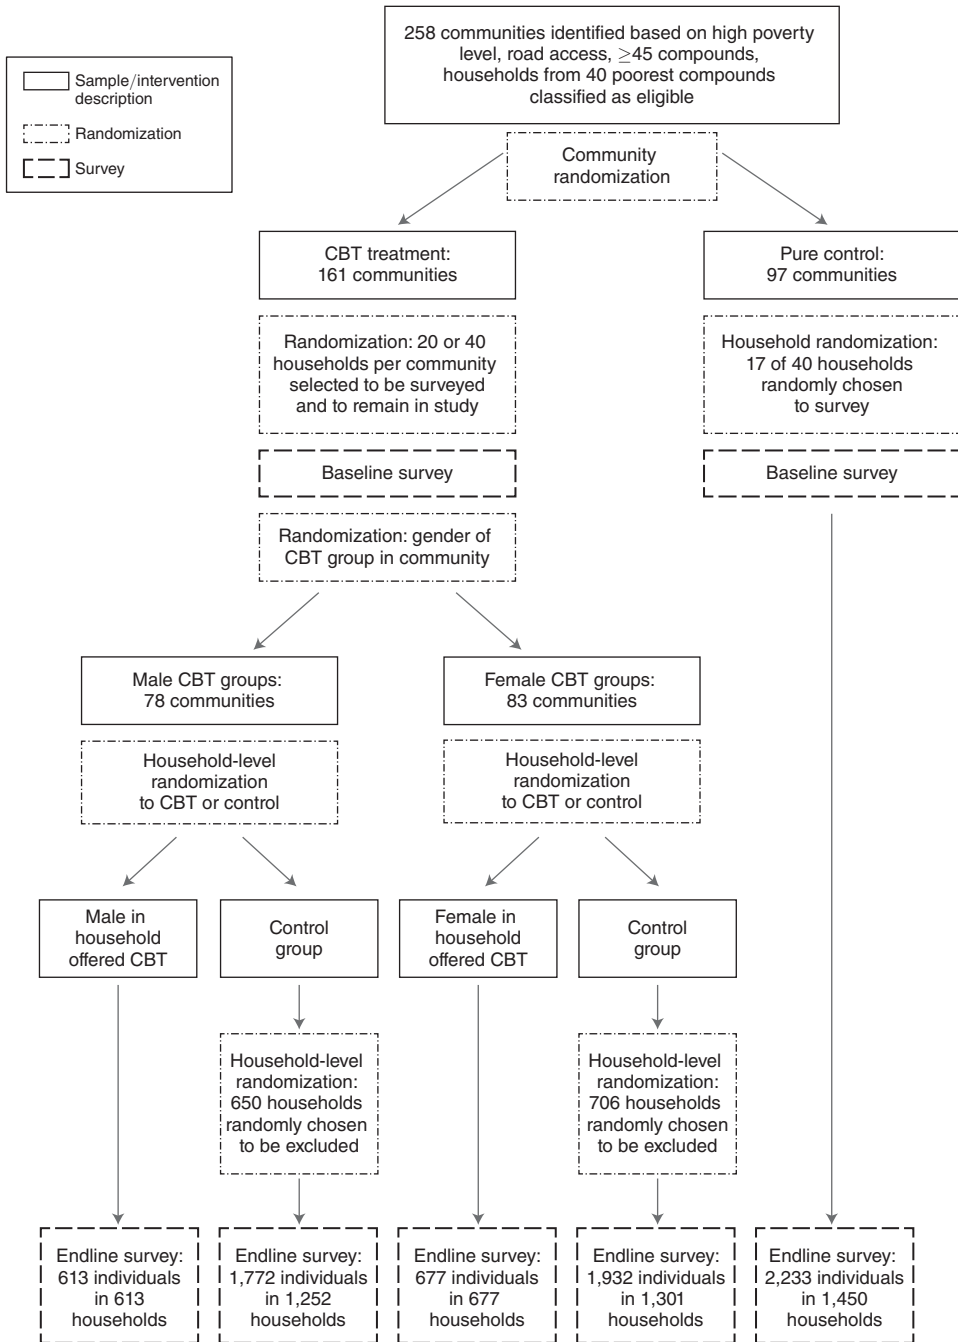 258 communities identified based on high poverty
level, road access, ≥45 compounds,
households from 40 poorest compounds
classified as eligible
Sample/intervention
description
Randomization
Survey
Community
randomization
CBT treatment:
161 communities
Pure control:
97 communities
Randomization: 20 or 40
households per community
selected to be surveyed
and to remain in study
Household randomization:
17 of 40 households
randomly chosen
to survey
Baseline survey
Baseline survey
Randomization: gender of
CBT group in community
Male CBT groups:
78 communities
Female CBT groups:
83 communities
Household-level
randomization
to CBT or control
Household-level
randomization
to CBT or control
Male in
household
offered CBT
Control
group
Female in
household
offered CBT
Control
group
Household-level
randomization:
650 households
randomly chosen
to be excluded
Household-level
randomization:
706 households
randomly chosen
to be excluded
Endline survey:
613 individuals
in 613
households
Endline survey:
1,772 individuals
in 1,252
households
Endline survey:
677 individuals
in 677
households
Endline survey:
1,932 individuals
in 1,301
households
Endline survey:
2,233 individuals
in 1,450
households